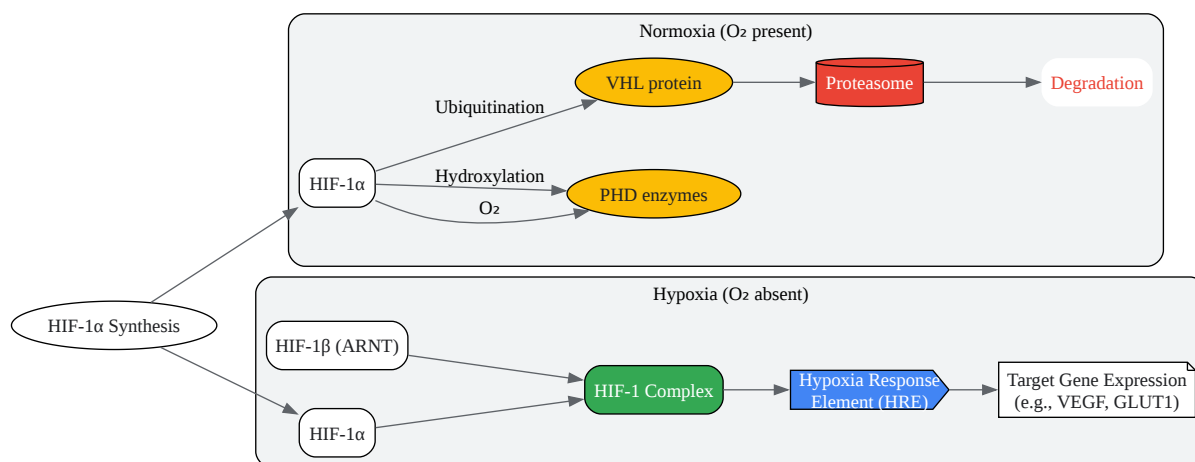 Normoxia (O₂ present)
VHL protein
Proteasome
Degradation
Ubiquitination
HIF-1α
Hydroxylation
PHD enzymes
O₂
HIF-1α Synthesis
Hypoxia (O₂ absent)
HIF-1β (ARNT)
HIF-1α
HIF-1 Complex
Hypoxia Response
Element (HRE)
Target Gene Expression
(e.g., VEGF, GLUT1)